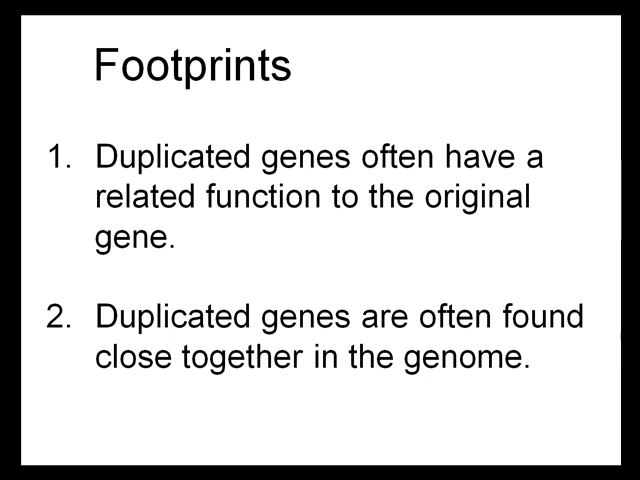 Footprints
1. Duplicated genes often have a
related function to the original
gene.
2. Duplicated genes are often found
close together in the genome.